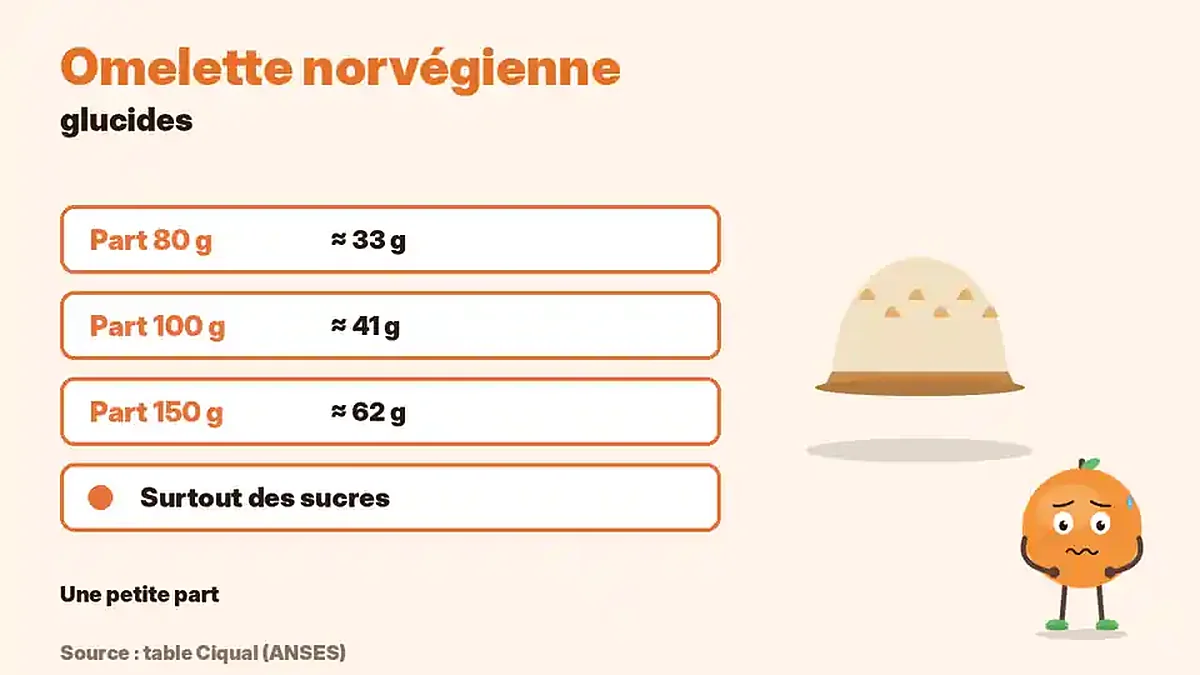 Omelette norvégienne
glucides
Part 80 g ≈ 33 g
Part 100 g ≈ 41 g
Part 150 g ≈ 62 g
Surtout des sucres
Une petite part
Source : table Ciqual (ANSES)